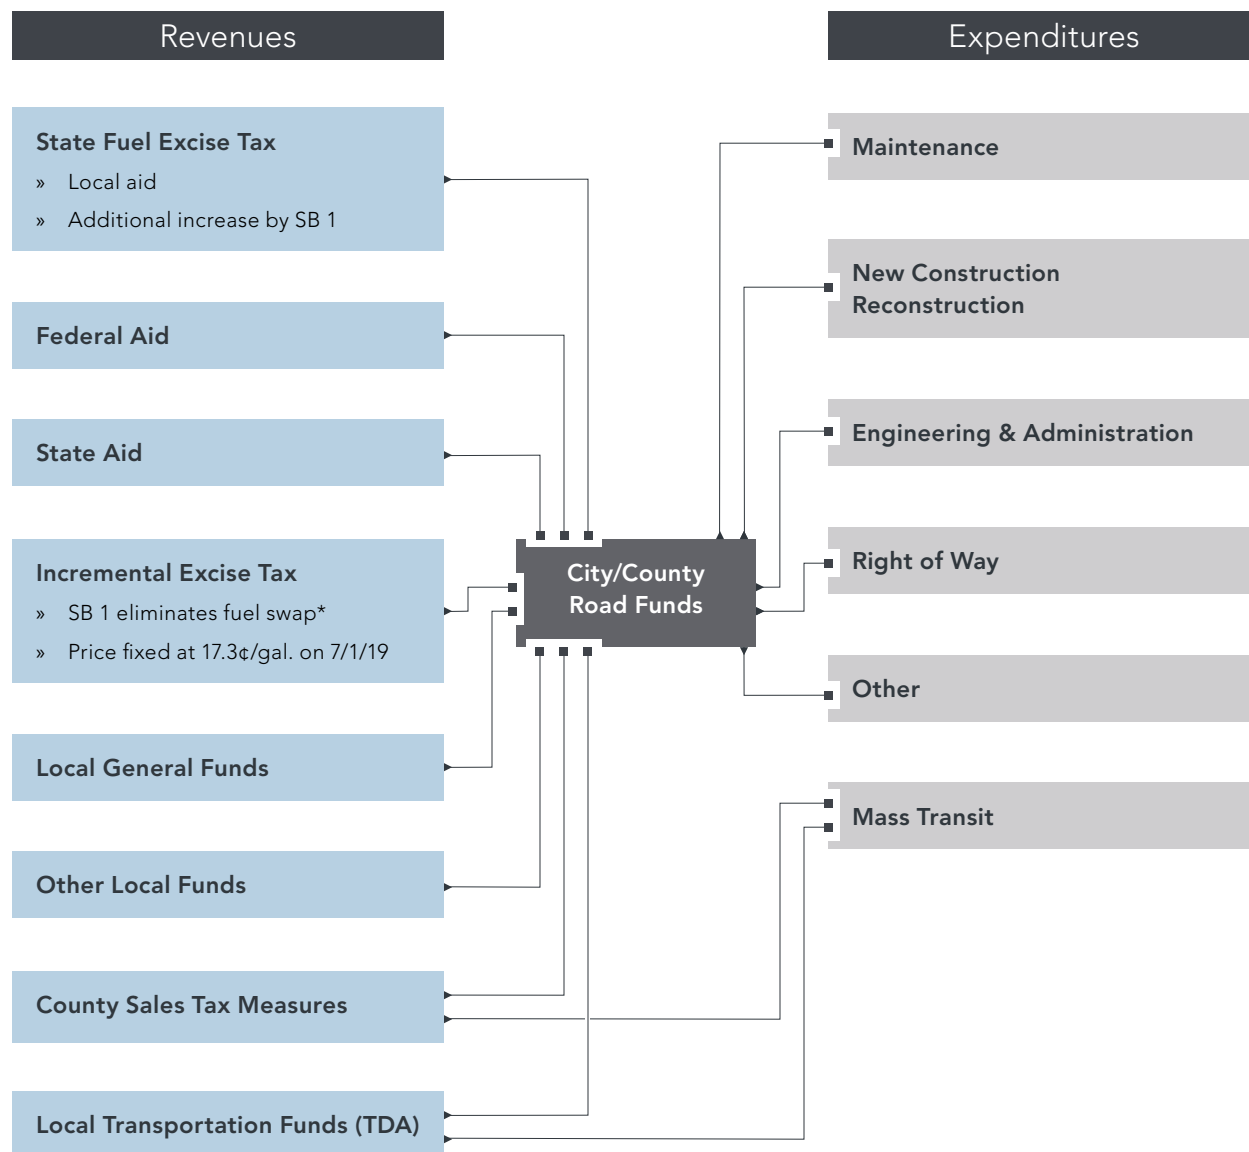 Revenues
Expenditures
State Fuel Excise Tax
» Local aid
» Additional increase by SB 1
Federal Aid
State Aid
Incremental Excise Tax
» SB 1 eliminates fuel swap*
» Price fixed at 17.3¢/gal. on 7/1/19
Local General Funds
Other Local Funds
County Sales Tax Measures
Local Transportation Funds (TDA)
City/County
Road Funds
Maintenance
New Construction
Reconstruction
Engineering & Administration
Right of Way
Other
Mass Transit